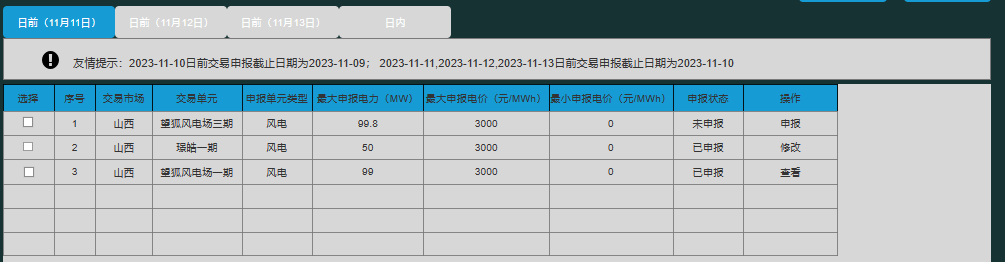 日前（11月11日） 日前（11月12日） 日前（11月13日） 日内
友情提示：2023-11-10日前交易申报截止日期为2023-11-09； 2023-11-11,2023-11-12,2023-11-13日前交易申报截止日期为2023-11-10
选择 序号 交易市场 交易单元 申报单元类型 最大申报电力（MW） 最大申报电价（元/MWh） 最小申报电价（元/MWh） 申报状态 操作
1 山西 望狐风电场三期 风电 99.8 3000 0 未申报 申报
2 山西 璟皓一期 风电 50 3000 0 已申报 修改
3 山西 望狐风电场一期 风电 99 3000 0 已申报 查看